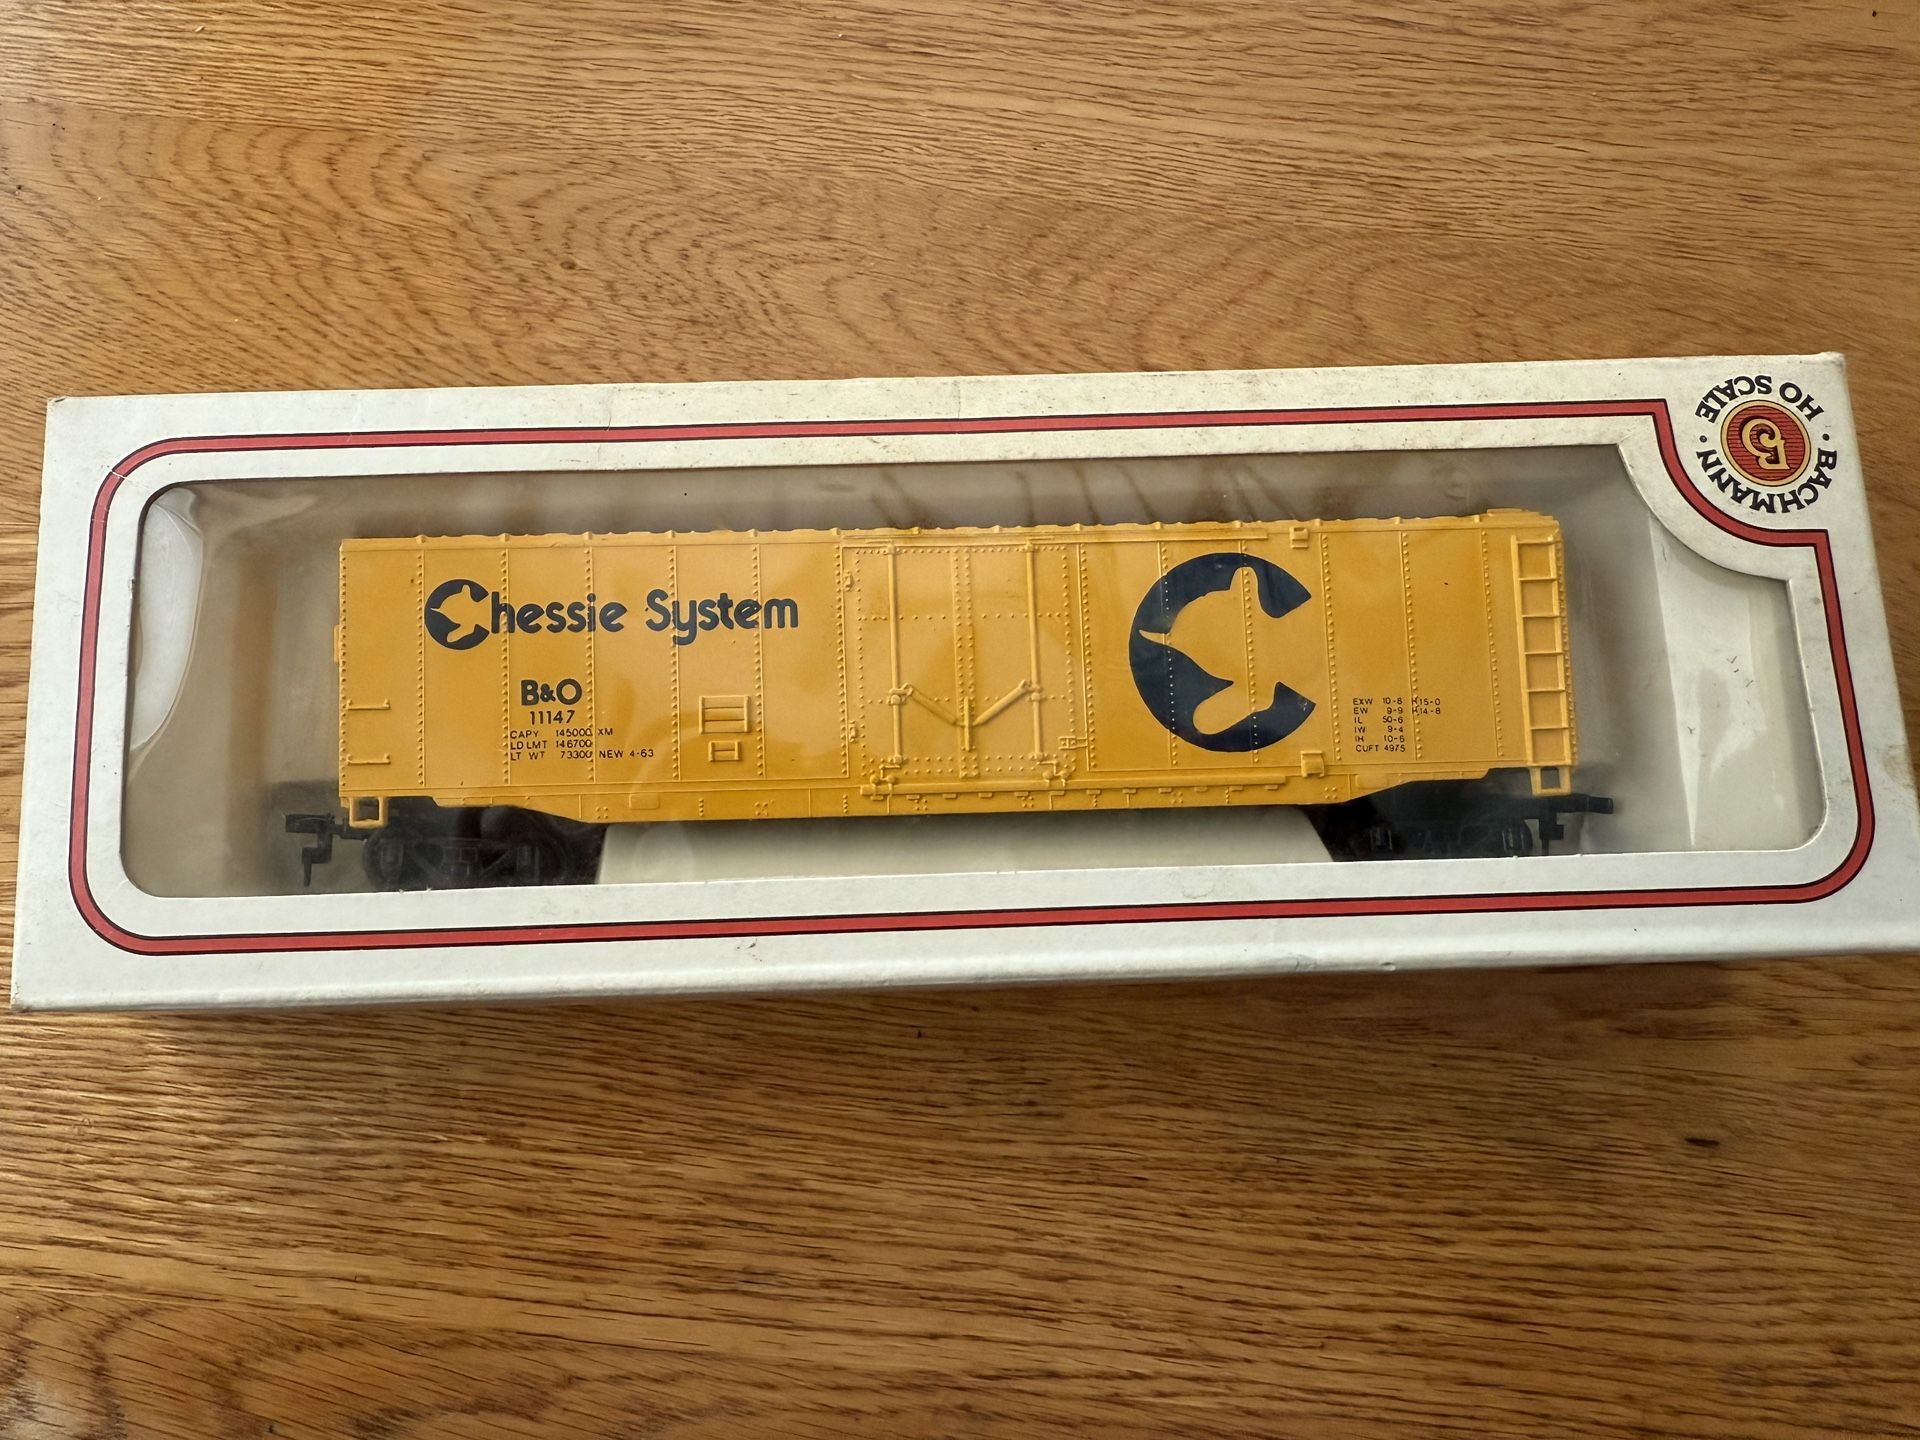 Chessie System
B&O
11147
CAPY 145000 XM
LD LMT 146700
LT WT 73300 NEW 4-63
EXW 10-8 H15-0
EW 9-9 H14-8
IL 50-6
IW 9-4
IH 10-6
CUFT 4975
· BACHMANN ·
HO SCALE
B